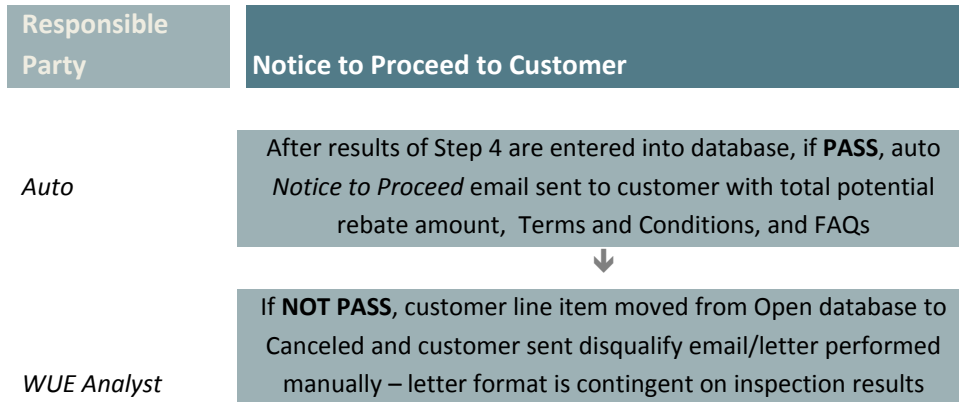 Responsible
Party
Notice to Proceed to Customer
After results of Step 4 are entered into database, if PASS, auto
Auto
Notice to Proceed email sent to customer with total potential
rebate amount, Terms and Conditions, and FAQs
If NOT PASS, customer line item moved from Open database to
Canceled and customer sent disqualify email/letter performed
WUE Analyst
manually – letter format is contingent on inspection results